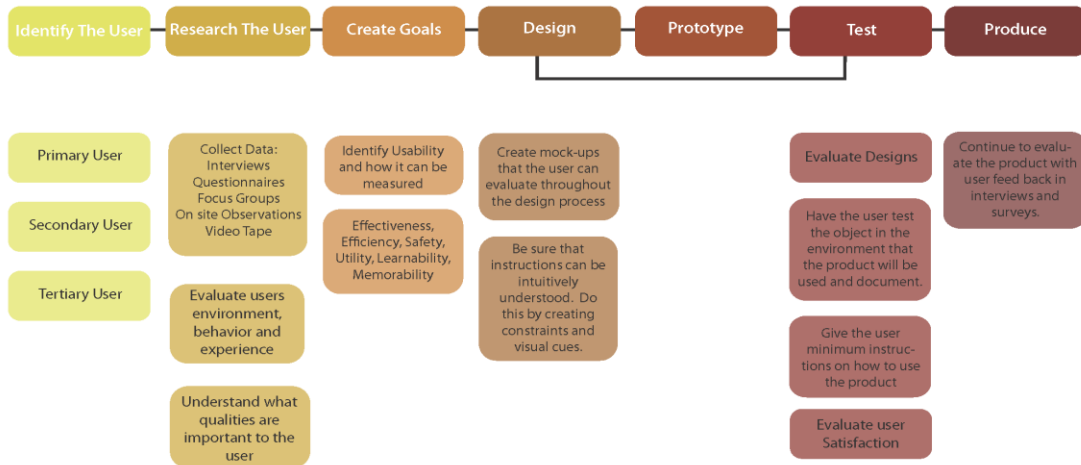 Identify The User
Research The User
Create Goals
Design
Prototype
Test
Produce
Primary User
Secondary User
Tertiary User
Collect Data:
Interviews
Questionnaires
Focus Groups
On site Observations
Video Tape
Evaluate users
environment,
behavior and
experience
Understand what
qualities are
important to the
user
Identify Usability
and how it can be
measured
Effectiveness,
Efficiency, Safety,
Utility, Learnability,
Memorability
Create mock-ups
that the user can
evaluate throughout
the design process
Be sure that
instructions can be
intuitively
understood. Do
this by creating
constraints and
visual cues.
Evaluate Designs
Have the user test
the object in the
environment that
the product will be
used and document.
Give the user
minimum instruc-
tions on how to use
the product
Evaluate user
Satisfaction
Continue to evalu-
ate the product with
user feed back in
interviews and
surveys.